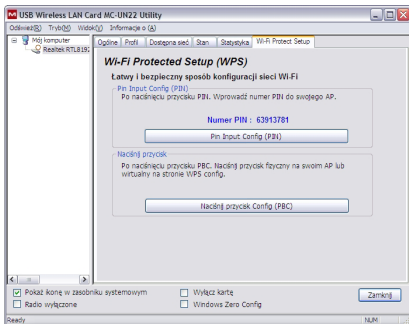 USB Wireless LAN Card MC-UN22 Utility
Odśwież(R) Tryb(M) Widok(V) Informacje o (A)
Mój komputer
Realtek RTL8192
Ogólne Profil Dostępna sieć Stan Statystyka Wi-Fi Protect Setup
Wi-Fi Protected Setup (WPS)
Łatwy i bezpieczny sposób konfiguracji sieci Wi-Fi
Pin Input Config (PIN)
Po naciśnięciu przycisku PIN. Wprowadź numer PIN do swojego AP.
Numer PIN : 63913781
Pin Input Config (PIN)
Naciśnij przycisk
Po naciśnięciu przycisku PBC. Naciśnij przycisk fizyczny na swoim AP lub
wirtualny na stronie WPS config.
Naciśnij przycisk Config (PBC)
Pokaż ikonę w zasobniku systemowym
Wyłącz kartę
Radio wyłączone
Windows Zero Config
Zamknij
Ready
NUM